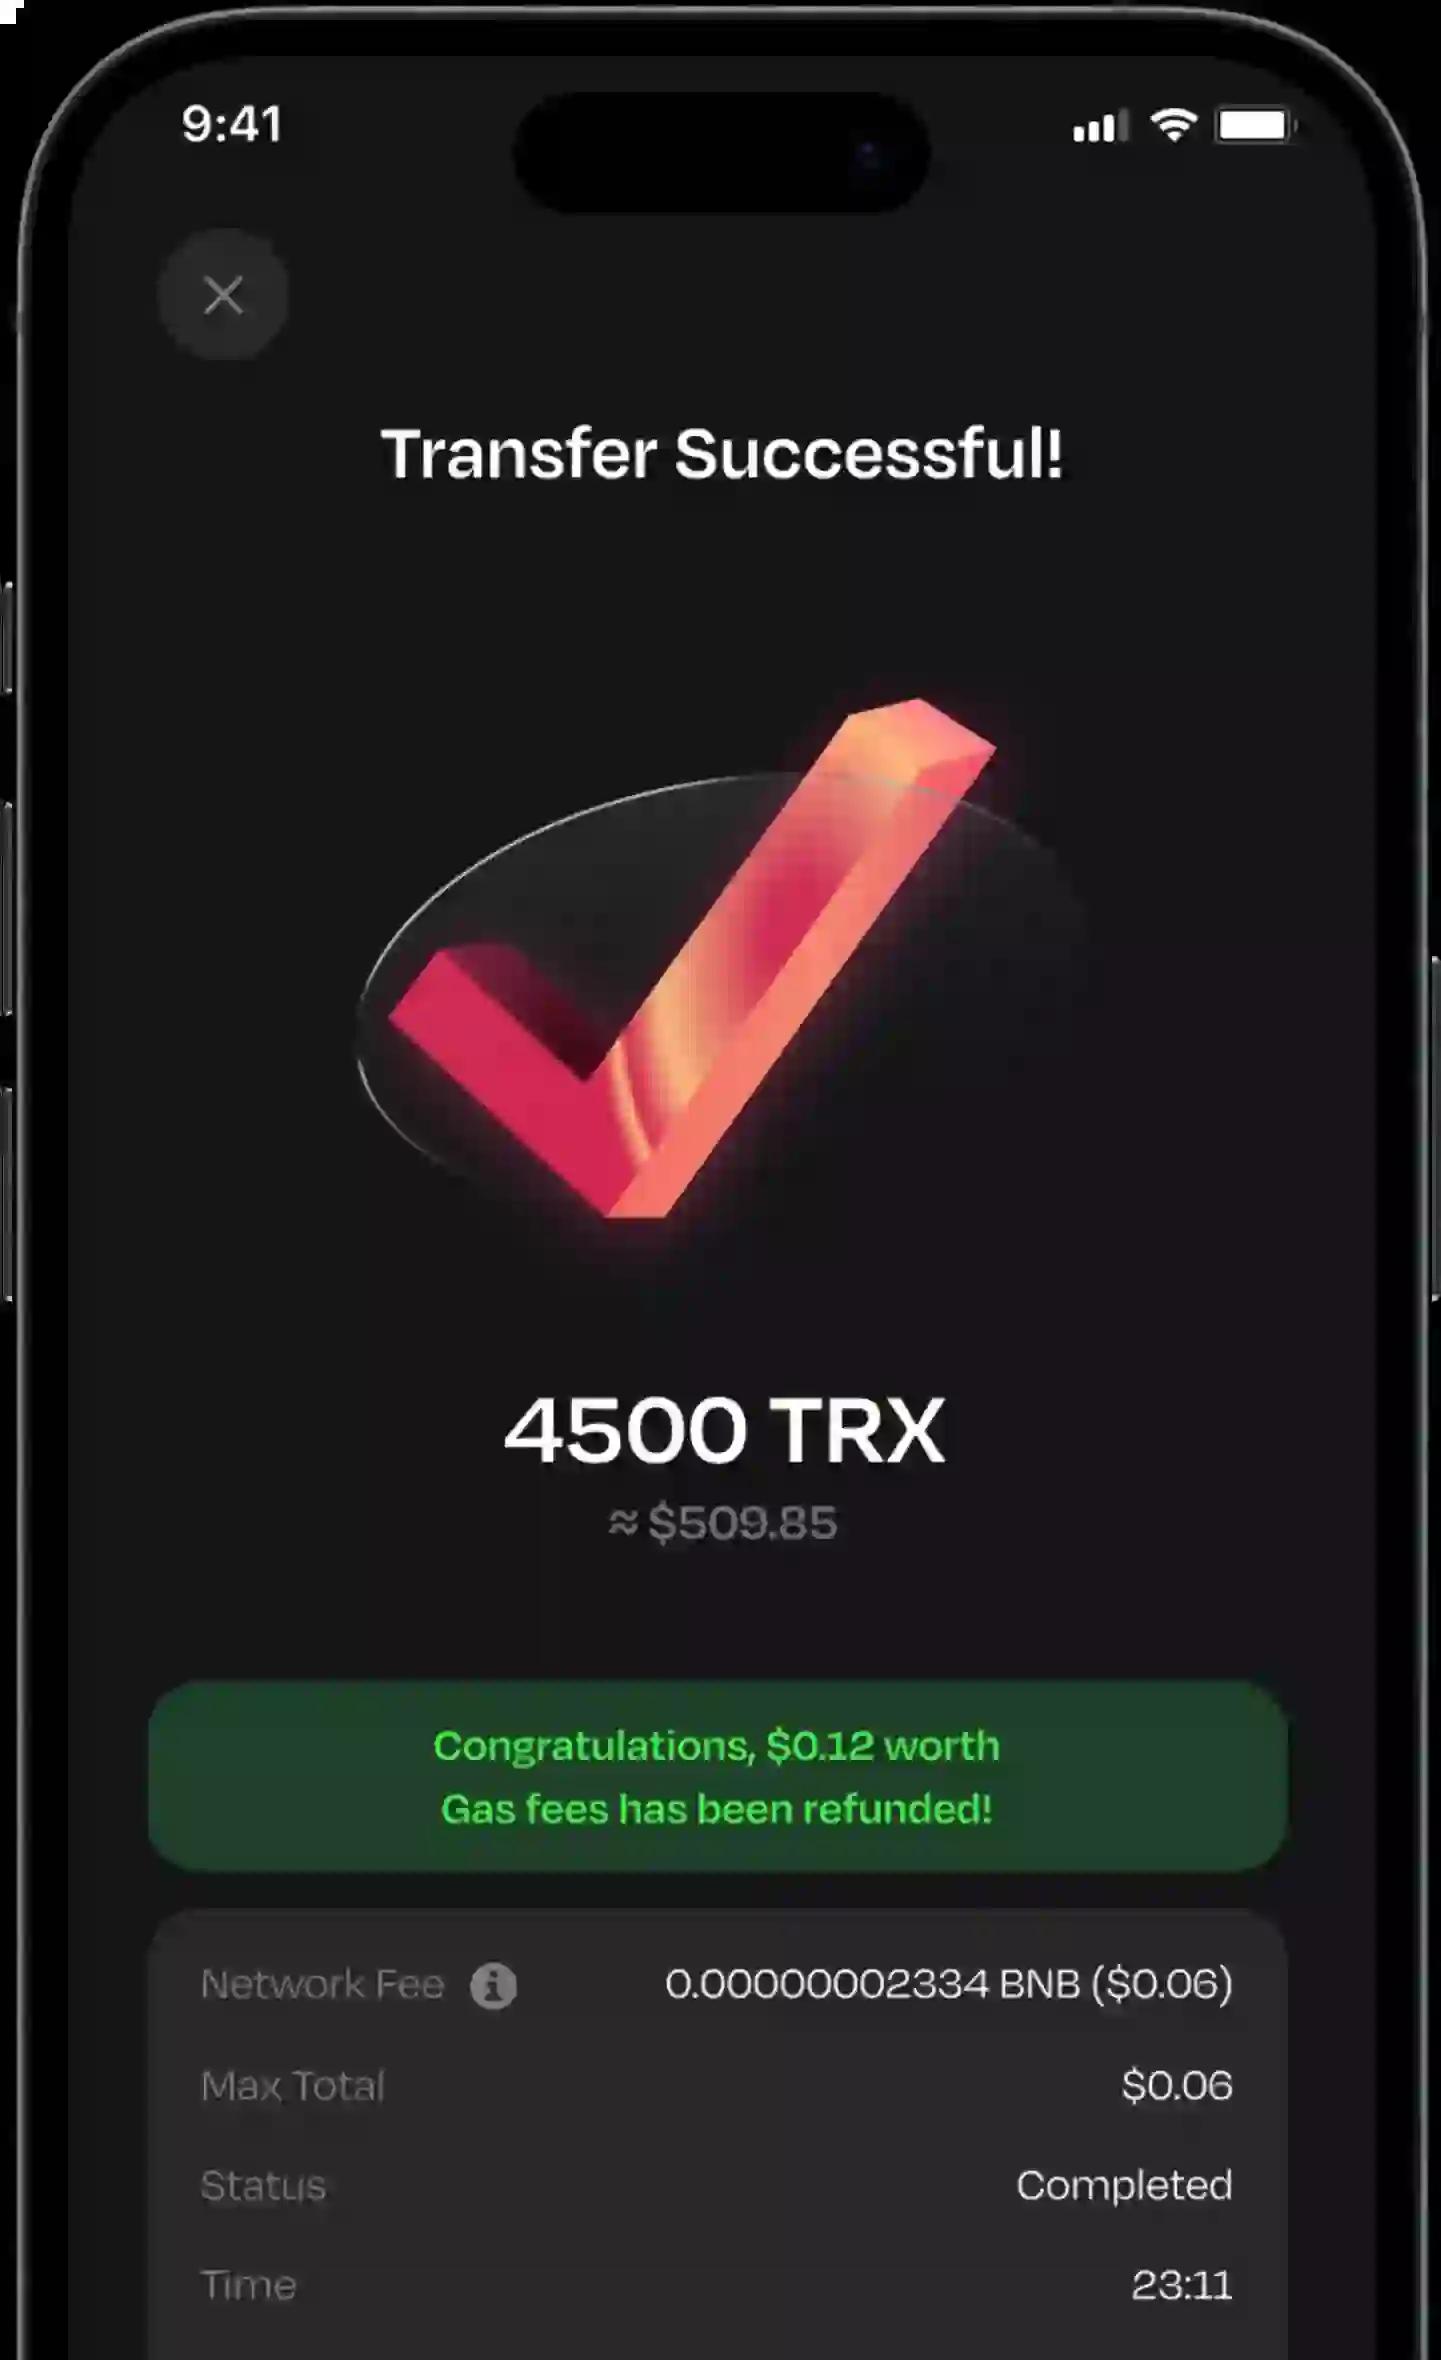 9:41
Transfer Successful!
4500 TRX
≈ $509.85
Congratulations, $0.12 worth
Gas fees has been refunded!
Network Fee 0.00000002334 BNB ($0.06)
Max Total $0.06
Status Completed
Time 23:11